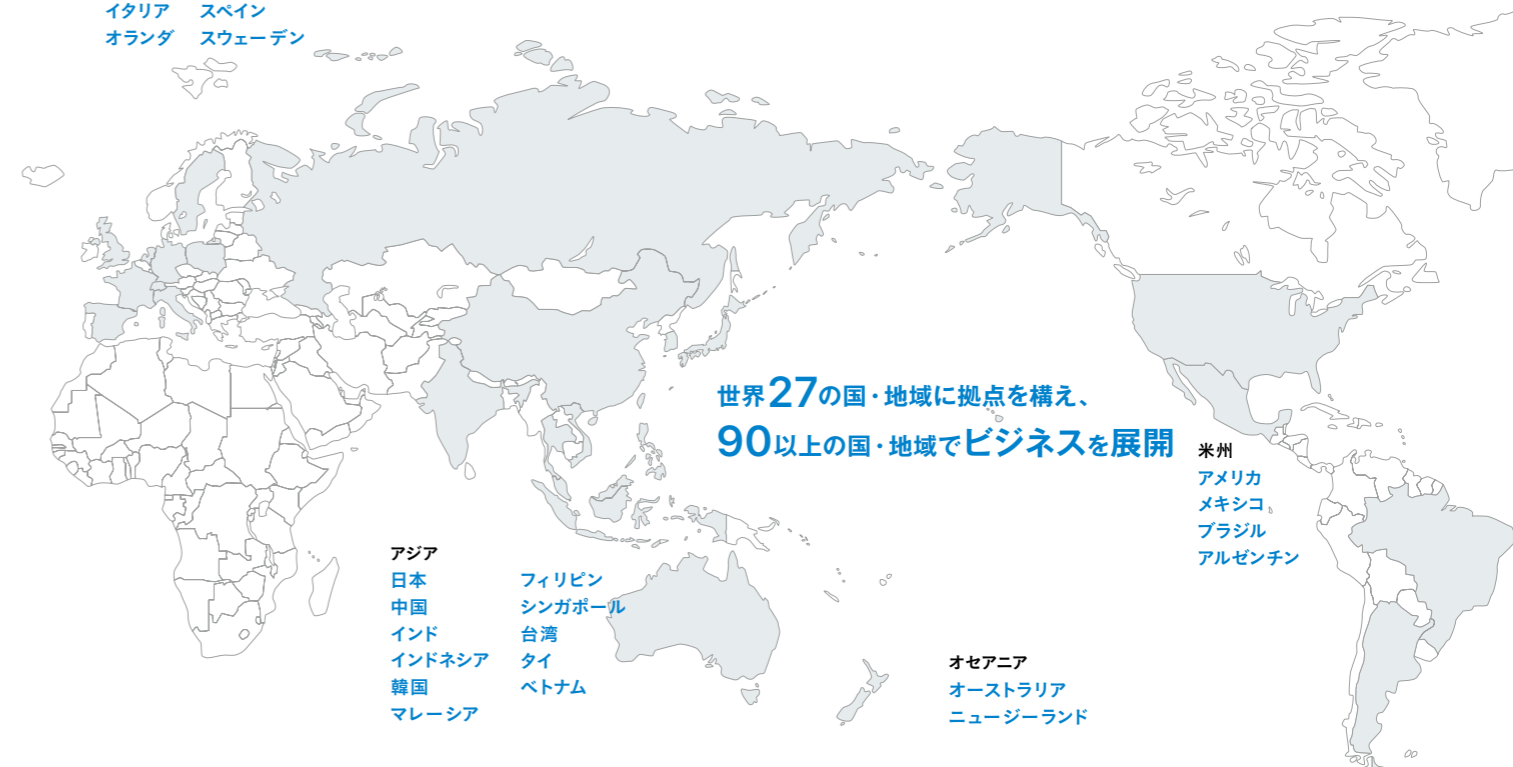 イタリア スペイン
オランダ スウェーデン
世界27の国・地域に拠点を構え、
90以上の国・地域でビジネスを展開
米州
アメリカ
メキシコ
ブラジル
アルゼンチン
アジア
日本 フィリピン
中国 シンガポール
インド 台湾
インドネシア タイ
韓国 ベトナム
マレーシア
オセアニア
オーストラリア
ニュージーランド